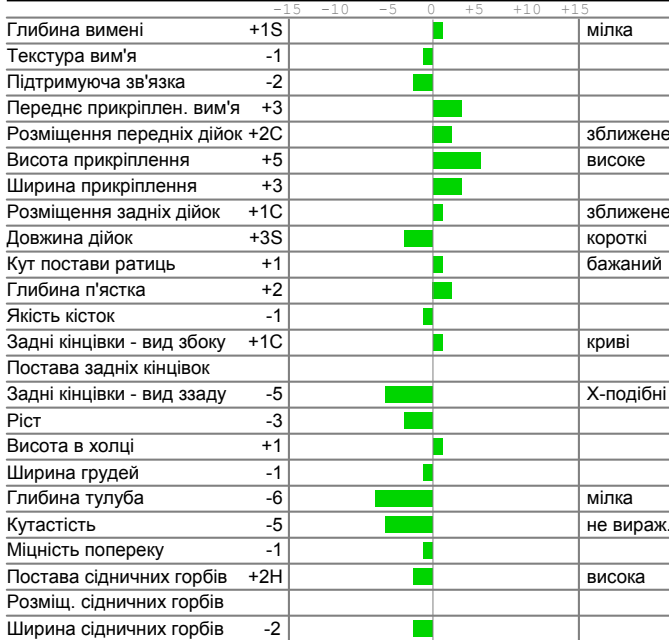 -15 -10 -5 0 +5 +10 +15
Глибина вимені +1S мілка
Текстура вим'я -1
Підтримуюча зв'язка -2
Переднє прикріплен. вим'я +3
Розміщення передніх дійок +2C зближене
Висота прикріплення +5 високе
Ширина прикріплення +3
Розміщення задніх дійок +1C зближене
Довжина дійок +3S короткі
Кут постави ратиць +1 бажаний
Глибина п'ястка +2
Якість кісток -1
Задні кінцівки - вид збоку +1C криві
Постава задніх кінцівок
Задні кінцівки - вид ззаду -5 Х-подібні
Ріст -3
Висота в холці +1
Ширина грудей -1
Глибина тулуба -6 мілка
Кутастість -5 не вираж.
Міцність попереку -1
Постава сідничних горбів +2H висока
Розміщ. сідничних горбів
Ширина сідничних горбів -2